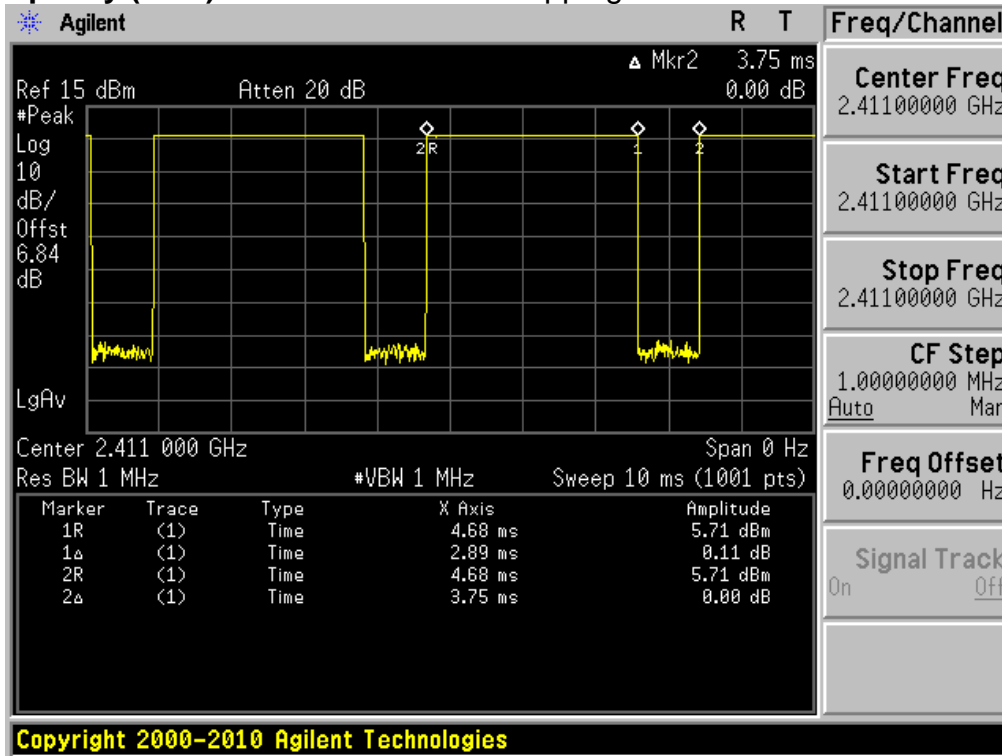 Agilent R T
Δ Mkr2 3.75 ms
Ref 15 dBm Atten 20 dB 0.00 dB
#Peak
Log
10
dB/
Offst
6.84
dB
LgAv
2R 1 2
Center 2.411 000 GHz Span 0 Hz
Res BW 1 MHz #VBW 1 MHz Sweep 10 ms (1001 pts)
Marker Trace Type X Axis Amplitude
1R (1) Time 4.68 ms 5.71 dBm
1Δ (1) Time 2.89 ms 0.11 dB
2R (1) Time 4.68 ms 5.71 dBm
2Δ (1) Time 3.75 ms 0.00 dB
Freq/Channel
Center Freq
2.41100000 GHz
Start Freq
2.41100000 GHz
Stop Freq
2.41100000 GHz
CF Step
1.00000000 MHz
Auto Man
Freq Offset
0.00000000 Hz
Signal Track
On Off
Copyright 2000-2010 Agilent Technologies